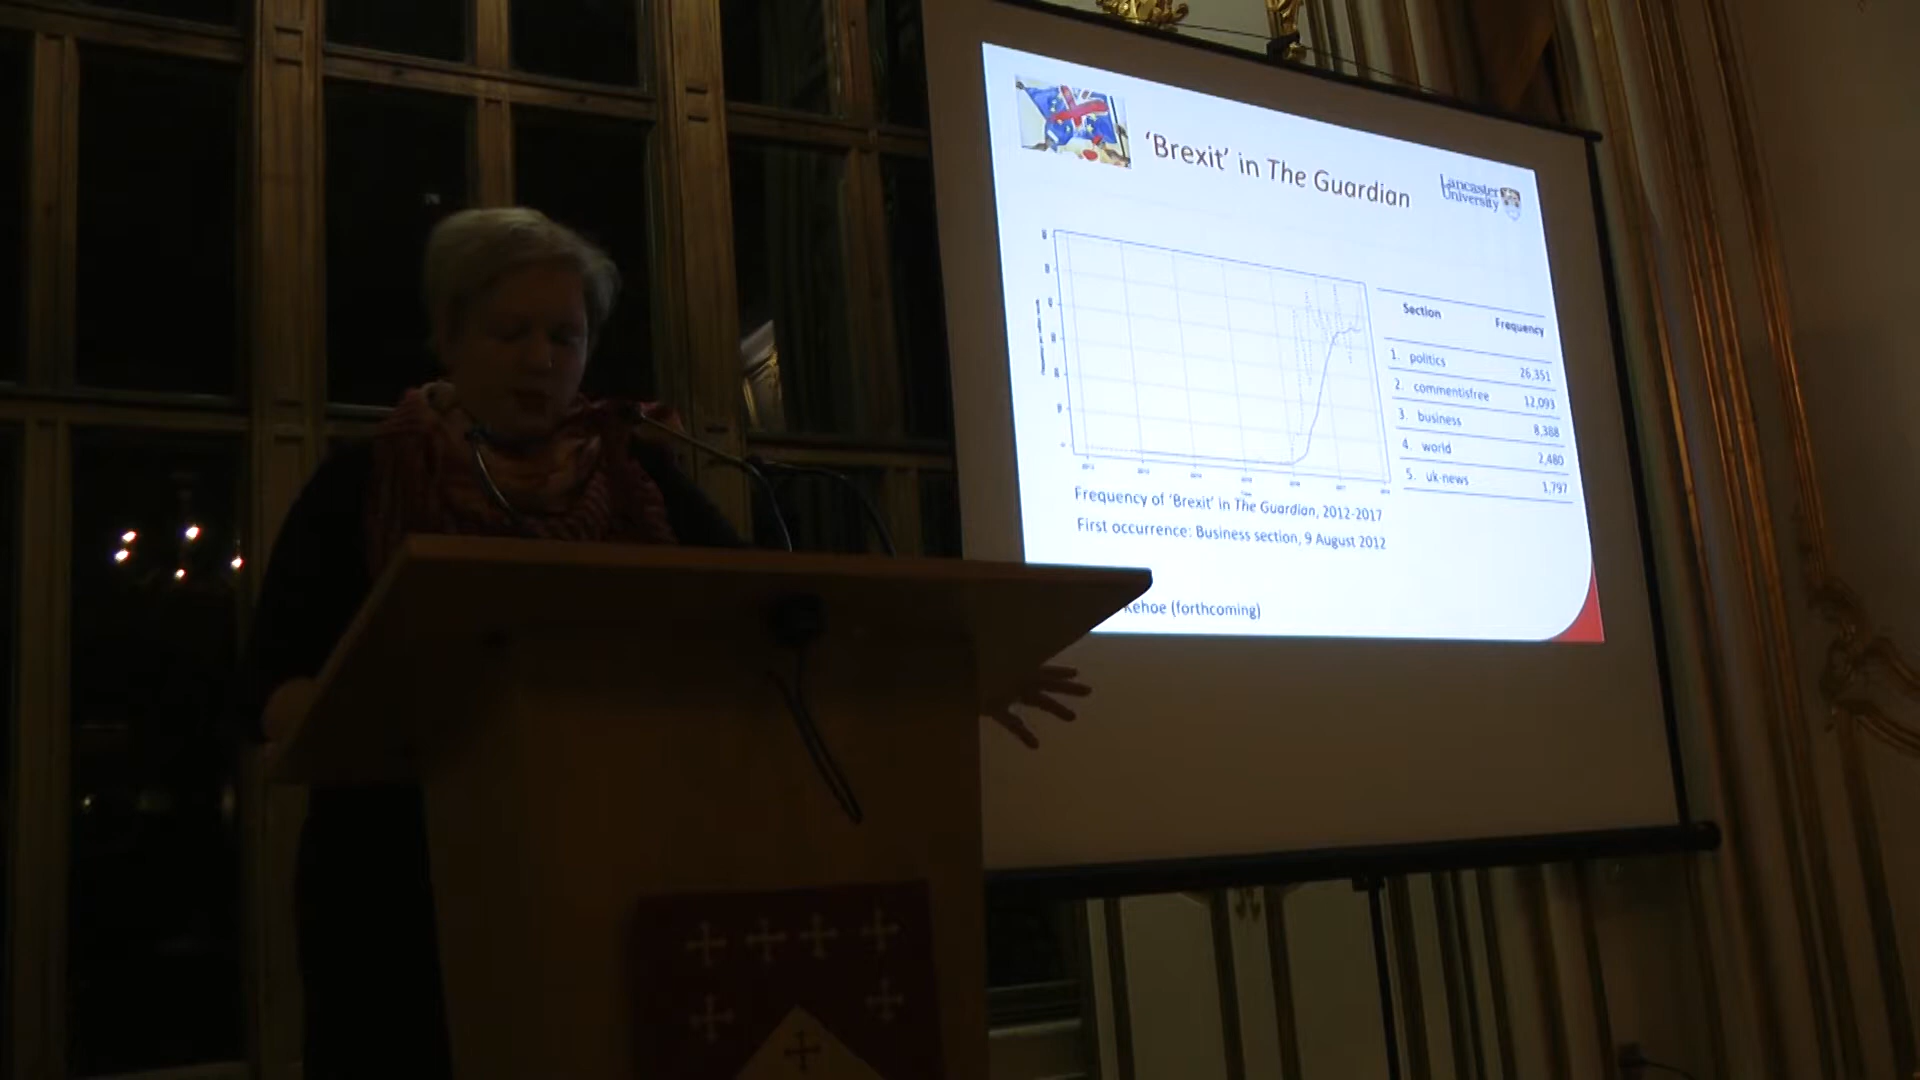 ‘Brexit’ in The Guardian
Lancaster
University
Section Frequency
1. politics 26,351
2. commentisfree 12,093
3. business 8,388
4. world 2,480
5. uk-news 1,797
Frequency of ‘Brexit’ in The Guardian, 2012-2017
First occurrence: Business section, 9 August 2012
Kehoe (forthcoming)